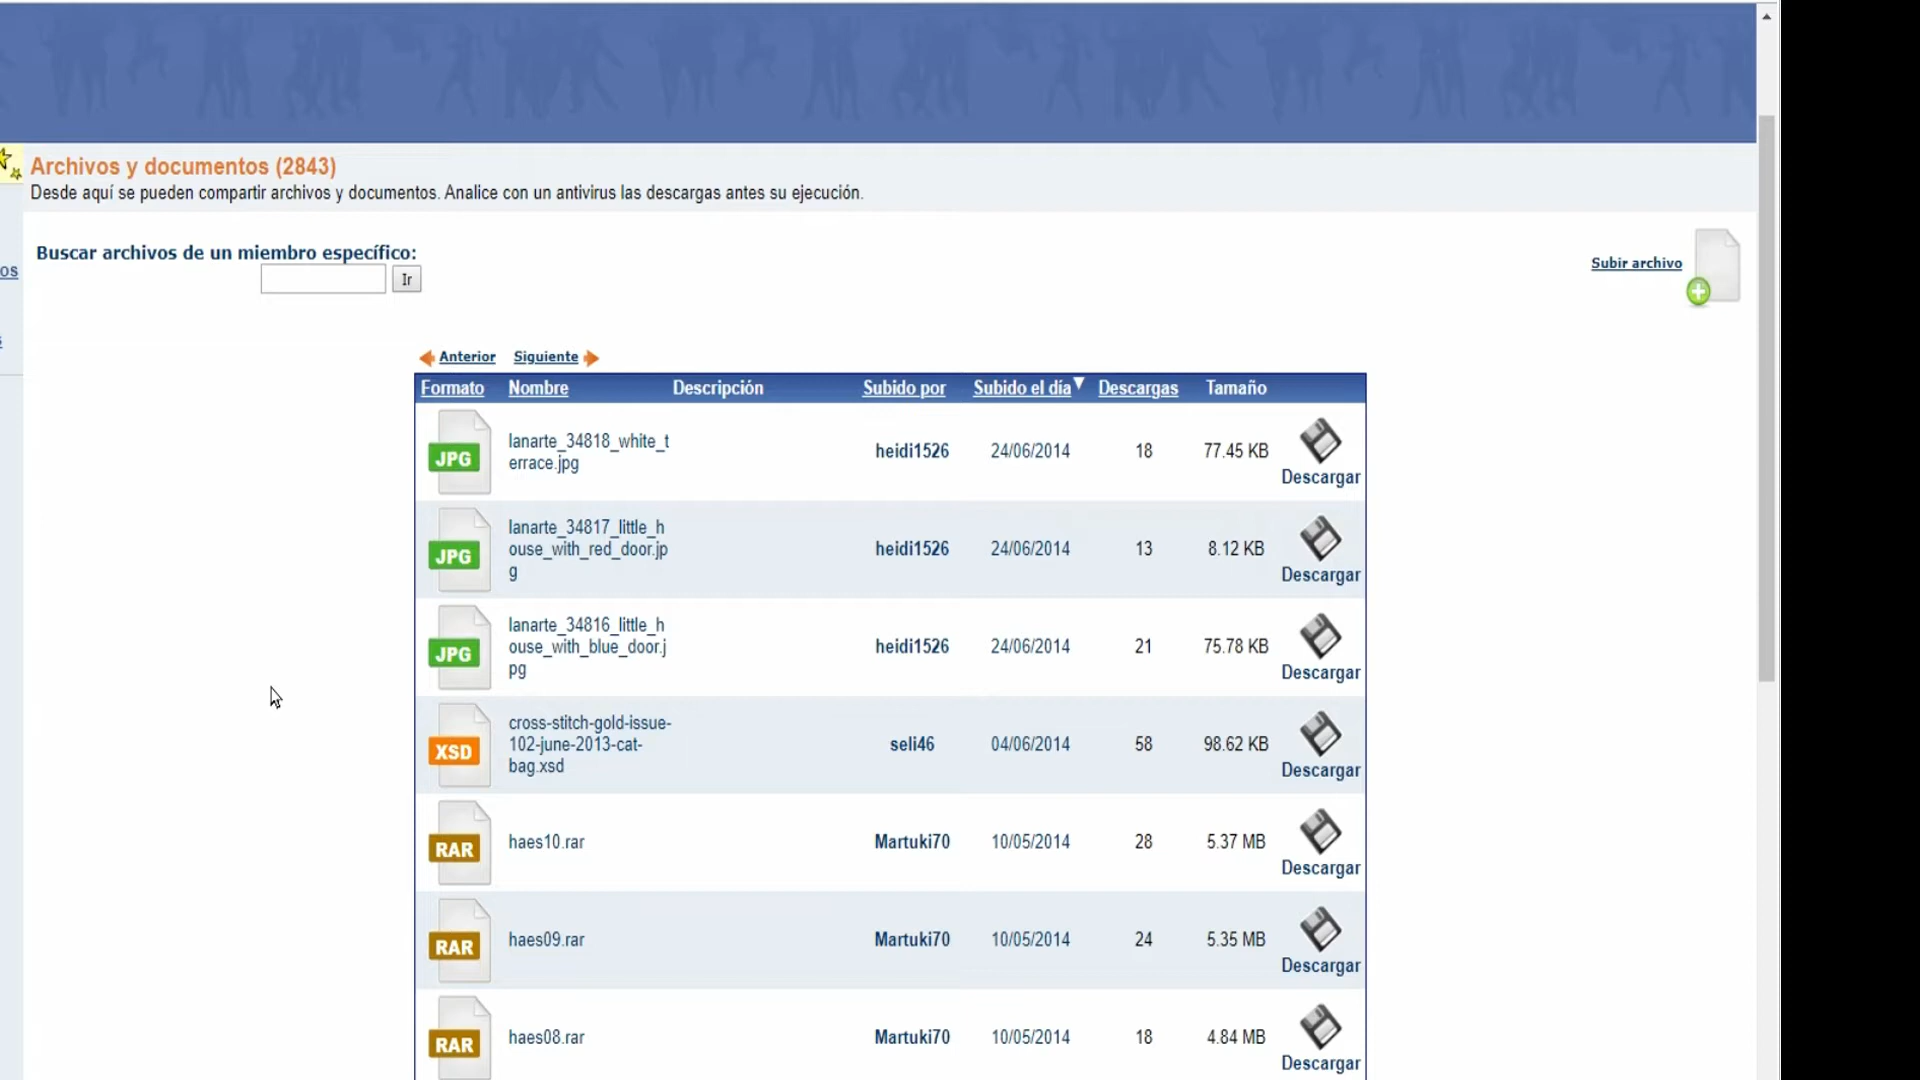 Archivos y documentos (2843)
Desde aquí se pueden compartir archivos y documentos. Analice con un antivirus las descargas antes su ejecución.
os
Buscar archivos de un miembro específico:
Ir
Subir archivo
s
Anterior Siguiente
Formato Nombre Descripción Subido por Subido el día Descargas Tamaño
JPG lanarte_34818_white_t
errace.jpg heidi1526 24/06/2014 18 77.45 KB Descargar
JPG lanarte_34817_little_h
ouse_with_red_door.jp
g heidi1526 24/06/2014 13 8.12 KB Descargar
JPG lanarte_34816_little_h
ouse_with_blue_door.j
pg heidi1526 24/06/2014 21 75.78 KB Descargar
XSD cross-stitch-gold-issue-
102-june-2013-cat-
bag.xsd seli46 04/06/2014 58 98.62 KB Descargar
RAR haes10.rar Martuki70 10/05/2014 28 5.37 MB Descargar
RAR haes09.rar Martuki70 10/05/2014 24 5.35 MB Descargar
RAR haes08.rar Martuki70 10/05/2014 18 4.84 MB Descargar